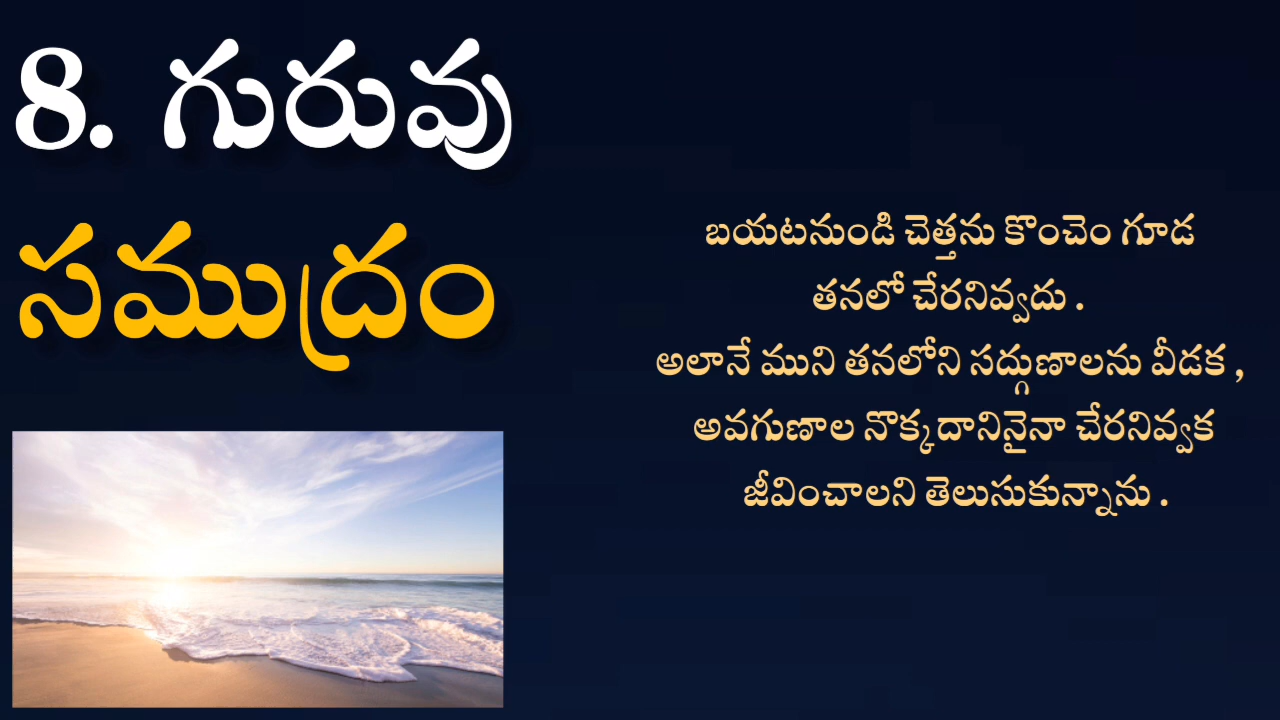 8. గురువు
సముద్రం
బయటనుండి చెత్తను కొంచెం గూడ
తనలో చేరనివ్వదు .
అలానే ముని తనలోని సద్గుణాలను వీడక ,
అవగుణాల నొక్కదానినైనా చేరనివ్వక
జీవించాలని తెలుసుకున్నాను .